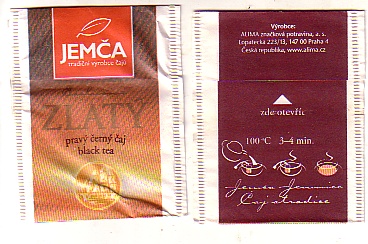 JEMČA
tradiční výrobce čajů
ZLATÝ
pravý černý čaj
black tea
Výrobce:
ALIMA značková potravina, a. s.
Lopatecká 223/13, 147 00 Praha 4
Česká republika, www.alima.cz
zde otevřít
100 °C 3–4 min.